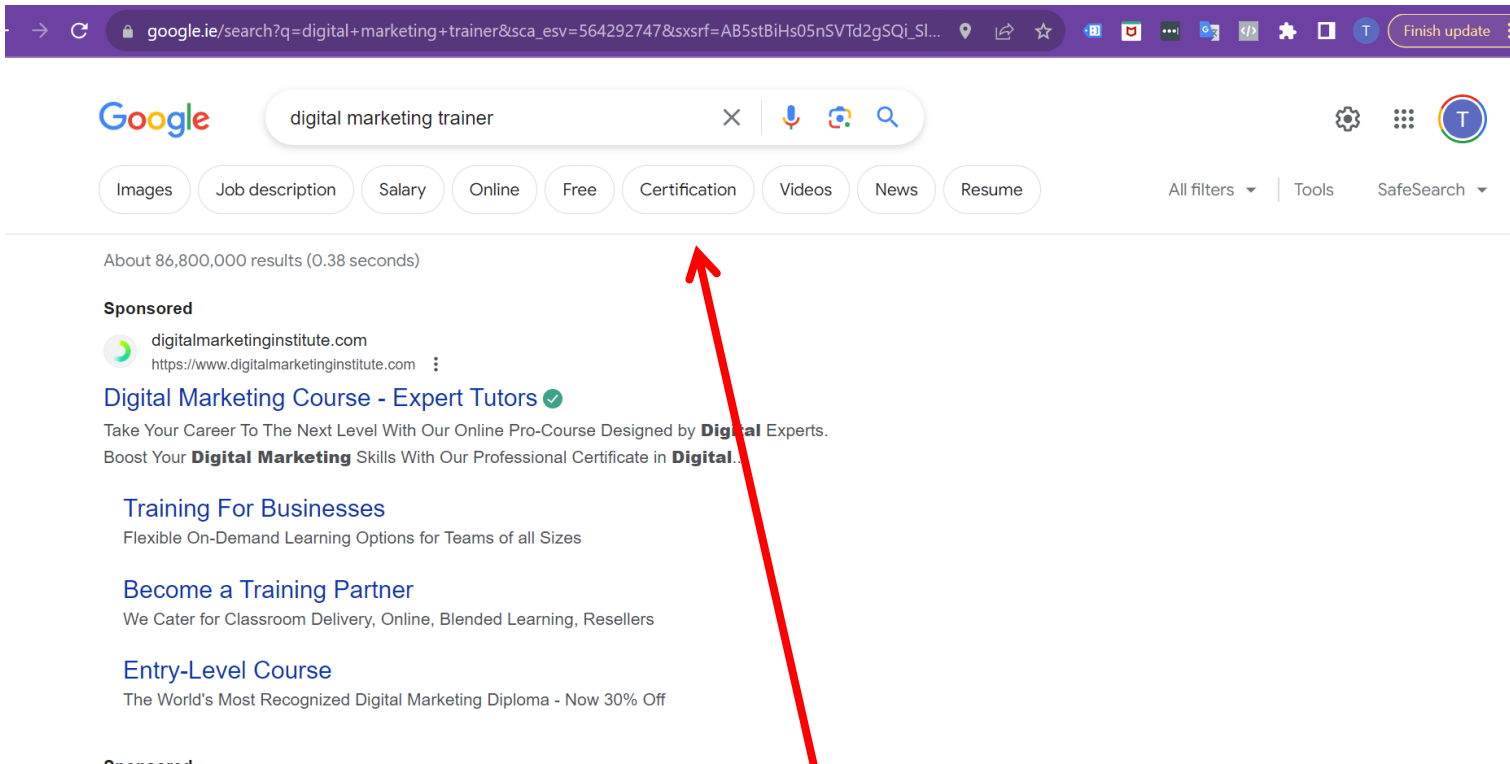 google.ie/search?q=digital+marketing+trainer&sca_esv=564292747&sxsrf=AB5stBiHs05nSVTd2gSQi_Sl... T Finish update
Google digital marketing trainer T
Images Job description Salary Online Free Certification Videos News Resume All filters Tools SafeSearch
About 86,800,000 results (0.38 seconds)
Sponsored
digitalmarketinginstitute.com
https://www.digitalmarketinginstitute.com
Digital Marketing Course - Expert Tutors
Take Your Career To The Next Level With Our Online Pro-Course Designed by Digital Experts.
Boost Your Digital Marketing Skills With Our Professional Certificate in Digital...
Training For Businesses
Flexible On-Demand Learning Options for Teams of all Sizes
Become a Training Partner
We Cater for Classroom Delivery, Online, Blended Learning, Resellers
Entry-Level Course
The World's Most Recognized Digital Marketing Diploma - Now 30% Off
Sponsored